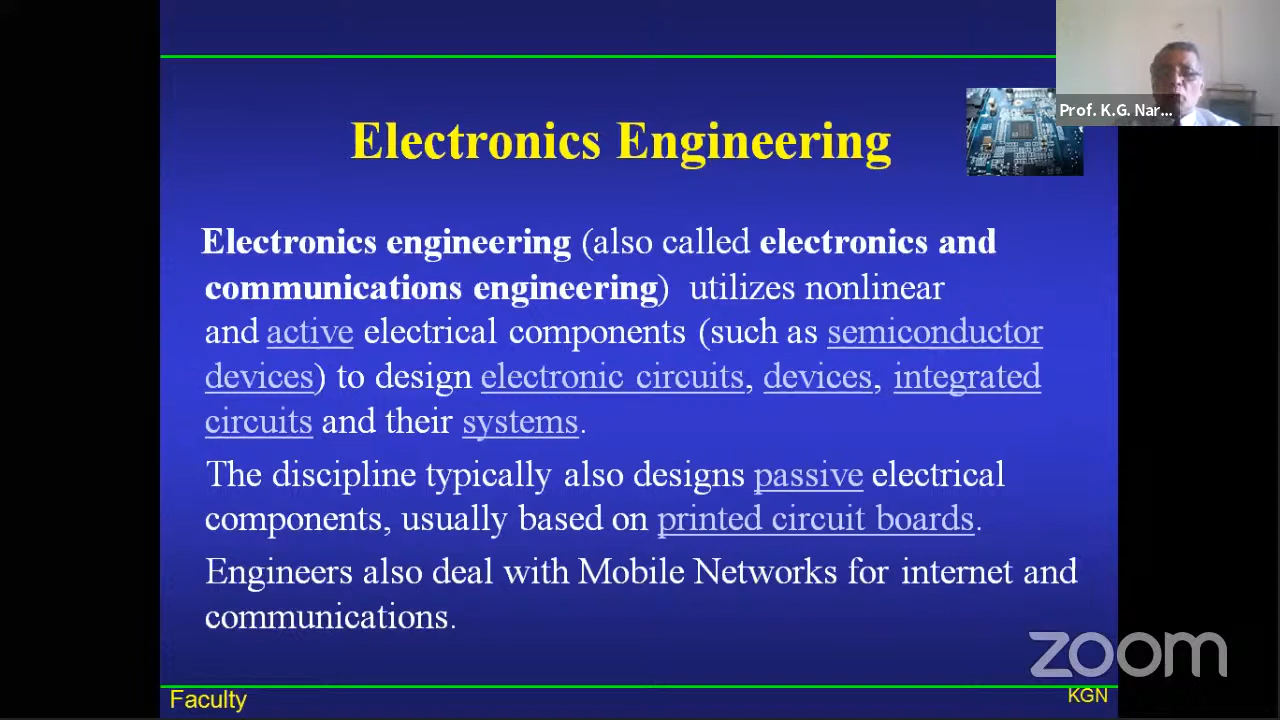 Prof. K.G. Nar...
Electronics Engineering
Electronics engineering (also called electronics and
communications engineering) utilizes nonlinear
and active electrical components (such as semiconductor
devices) to design electronic circuits, devices, integrated
circuits and their systems.
The discipline typically also designs passive electrical
components, usually based on printed circuit boards.
Engineers also deal with Mobile Networks for internet and
communications.
zoom
Faculty
KGN